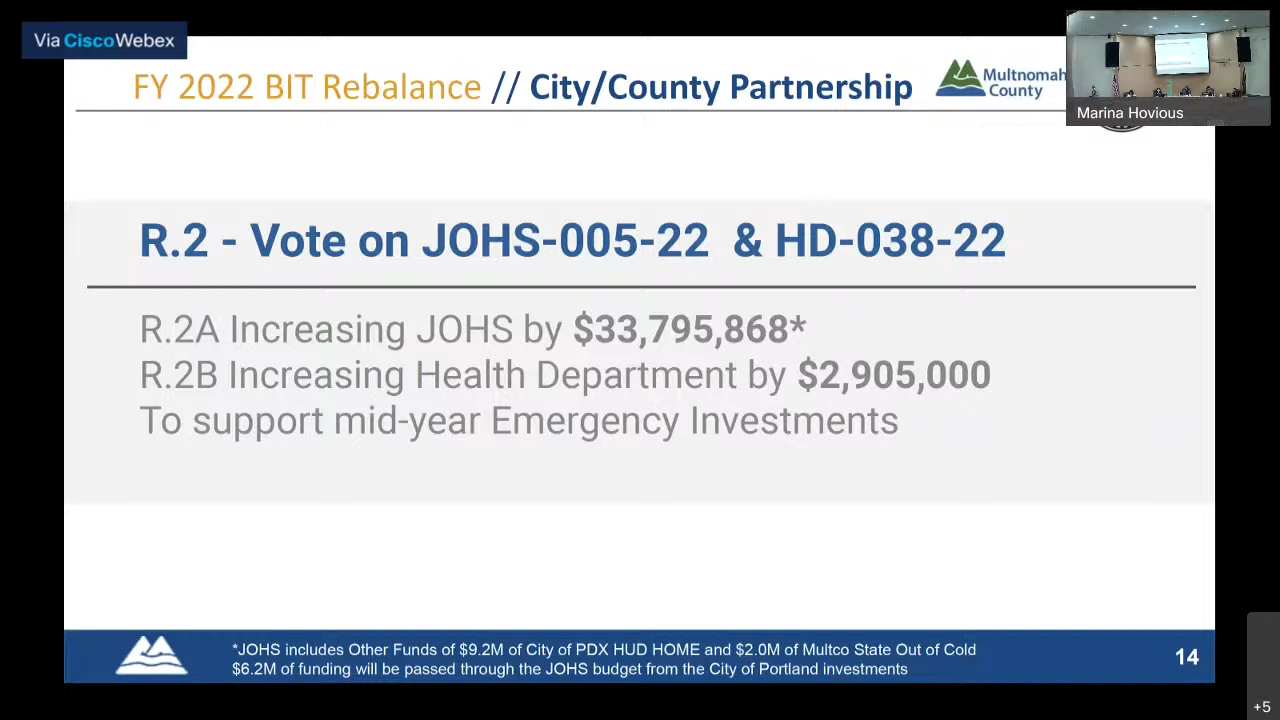 Via CiscoWebex
FY 2022 BIT Rebalance // City/County Partnership
Multnomah
County
Marina Hovious
R.2 - Vote on JOHS-005-22 & HD-038-22
R.2A Increasing JOHS by $33,795,868*
R.2B Increasing Health Department by $2,905,000
To support mid-year Emergency Investments
*JOHS includes Other Funds of $9.2M of City of PDX HUD HOME and $2.0M of Multco State Out of Cold
$6.2M of funding will be passed through the JOHS budget from the City of Portland investments
14
+5